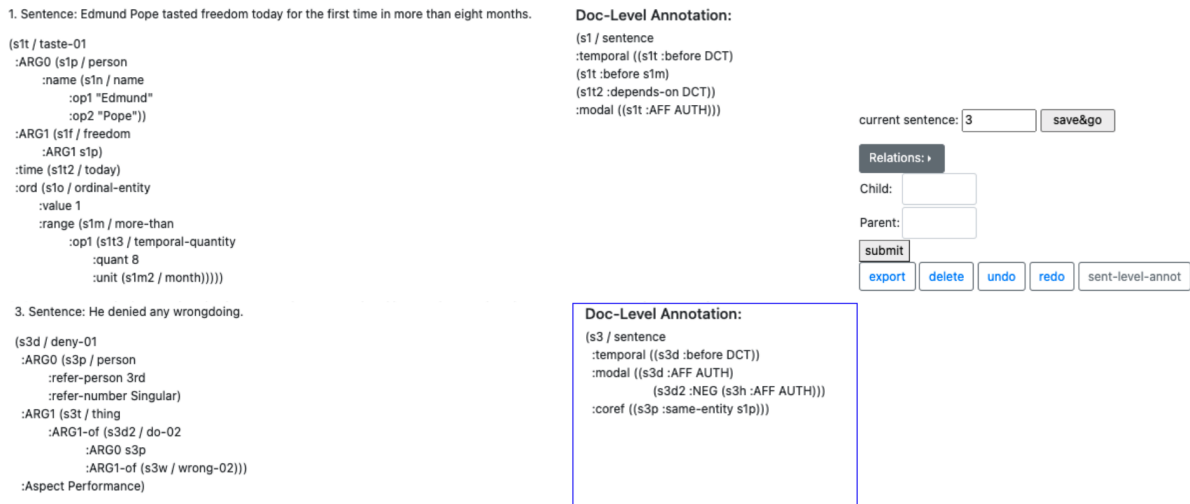 1. Sentence: Edmund Pope tasted freedom today for the first time in more than eight months.
(s1t / taste-01
:ARG0 (s1p / person
:name (s1n / name
:op1 "Edmund"
:op2 "Pope"))
:ARG1 (s1f / freedom
:ARG1 s1p)
:time (s1t2 / today)
:ord (s1o / ordinal-entity
:value 1
:range (s1m / more-than
:op1 (s1t3 / temporal-quantity
:quant 8
:unit (s1m2 / month)))))
Doc-Level Annotation:
(s1 / sentence
:temporal ((s1t :before DCT)
(s1t :before s1m)
(s1t2 :depends-on DCT))
:modal ((s1t :AFF AUTH)))
current sentence: 3 save&go
Relations:
Child:
Parent:
submit
export delete undo redo sent-level-annot
3. Sentence: He denied any wrongdoing.
(s3d / deny-01
:ARG0 (s3p / person
:refer-person 3rd
:refer-number Singular)
:ARG1 (s3t / thing
:ARG1-of (s3d2 / do-02
:ARG0 s3p
:ARG1-of (s3w / wrong-02)))
:Aspect Performance)
Doc-Level Annotation:
(s3 / sentence
:temporal ((s3d :before DCT))
:modal ((s3d :AFF AUTH)
(s3d2 :NEG (s3h :AFF AUTH)))
:coref ((s3p :same-entity s1p)))